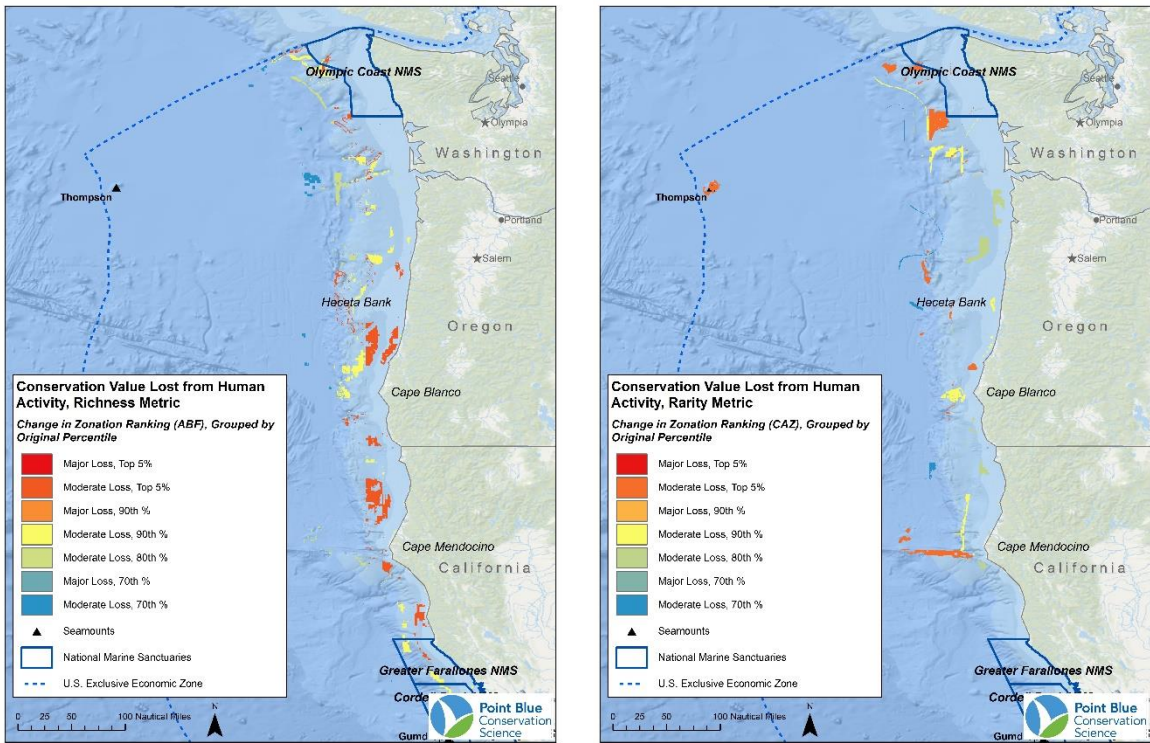 Olympic Coast NMS
Seattle
Olympia
Washington
Thompson
Portland
Salem
Heceta Bank
Oregon
Cape Blanco
Cape Mendocino
California
Greater Farallones NMS
Conservation Value Lost from Human
Activity, Richness Metric
Change in Zonation Ranking (ABF), Grouped by
Original Percentile
Major Loss, Top 5%
Moderate Loss, Top 5%
Major Loss, 90th %
Moderate Loss, 90th %
Moderate Loss, 80th %
Major Loss, 70th %
Moderate Loss, 70th %
Seamounts
National Marine Sanctuaries
U.S. Exclusive Economic Zone
0 25 50 100 Nautical Miles
Point Blue
Conservation
Science
Olympic Coast NMS
Seattle
Olympia
Washington
Thompson
Portland
Salem
Heceta Bank
Oregon
Cape Blanco
Cape Mendocino
California
Greater Farallones NMS
Conservation Value Lost from Human
Activity, Rarity Metric
Change in Zonation Ranking (CAZ), Grouped by
Original Percentile
Major Loss, Top 5%
Moderate Loss, Top 5%
Major Loss, 90th %
Moderate Loss, 90th %
Moderate Loss, 80th %
Major Loss, 70th %
Moderate Loss, 70th %
Seamounts
National Marine Sanctuaries
U.S. Exclusive Economic Zone
0 25 50 100 Nautical Miles
Point Blue
Conservation
Science